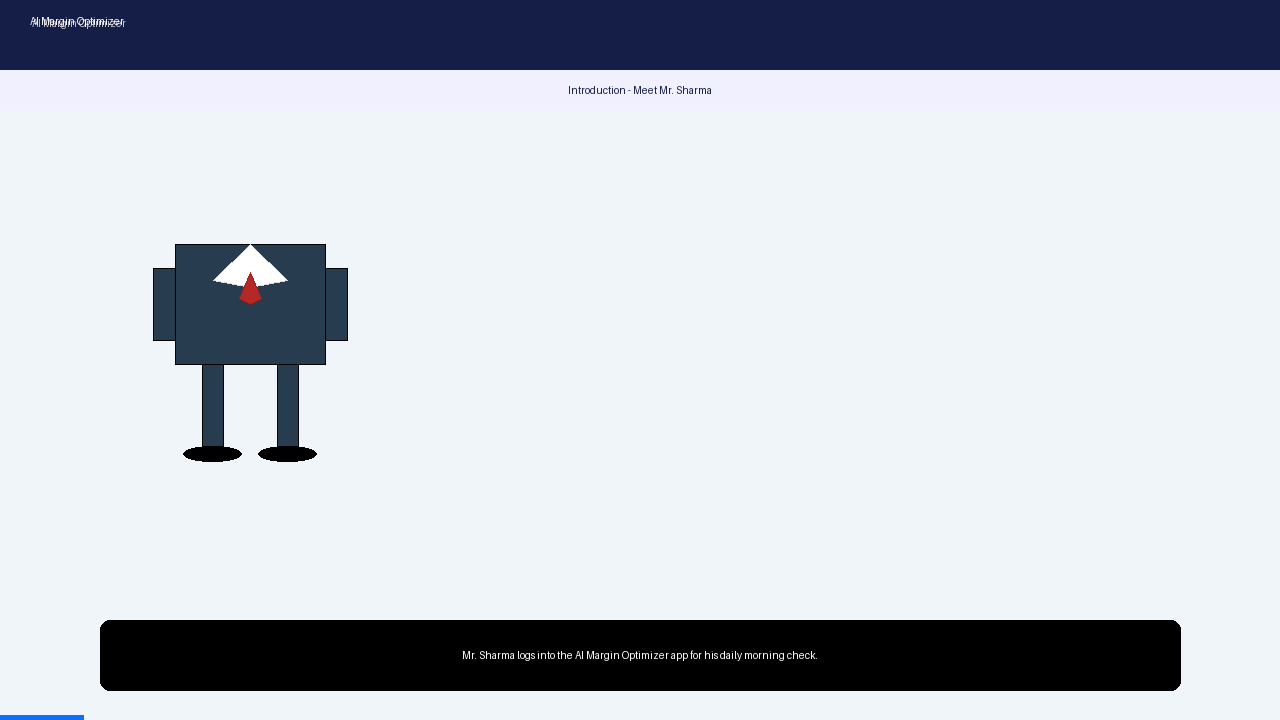 AI Margin Optimizer
Introduction - Meet Mr. Sharma
Mr. Sharma logs into the AI Margin Optimizer app for his daily morning check.